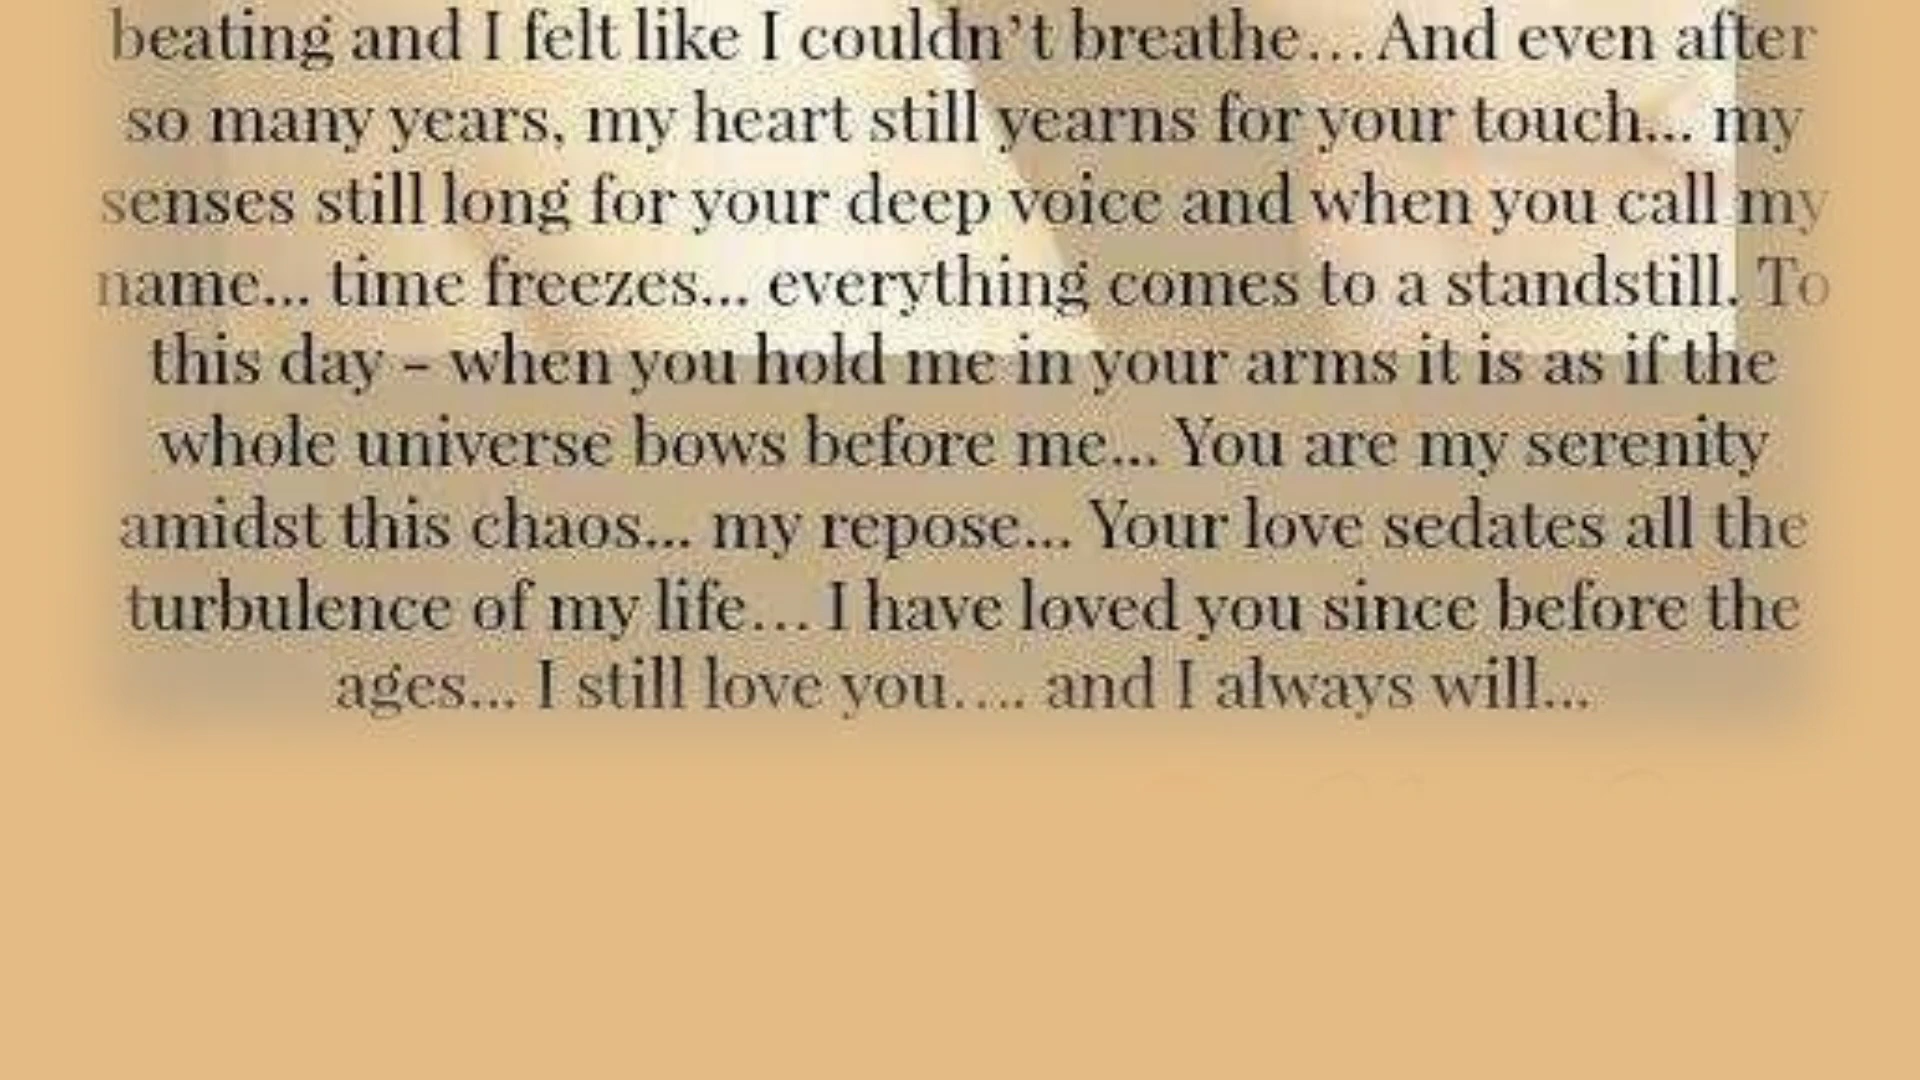 beating and I felt like I couldn't breathe... And even after
so many years, my heart still yearns for your touch... my
senses still long for your deep voice and when you call my
name... time freezes... everything comes to a standstill. To
this day - when you hold me in your arms it is as if the
whole universe bows before me... You are my serenity
amidst this chaos... my repose... Your love sedates all the
turbulence of my life... I have loved you since before the
ages... I still love you.... and I always will...